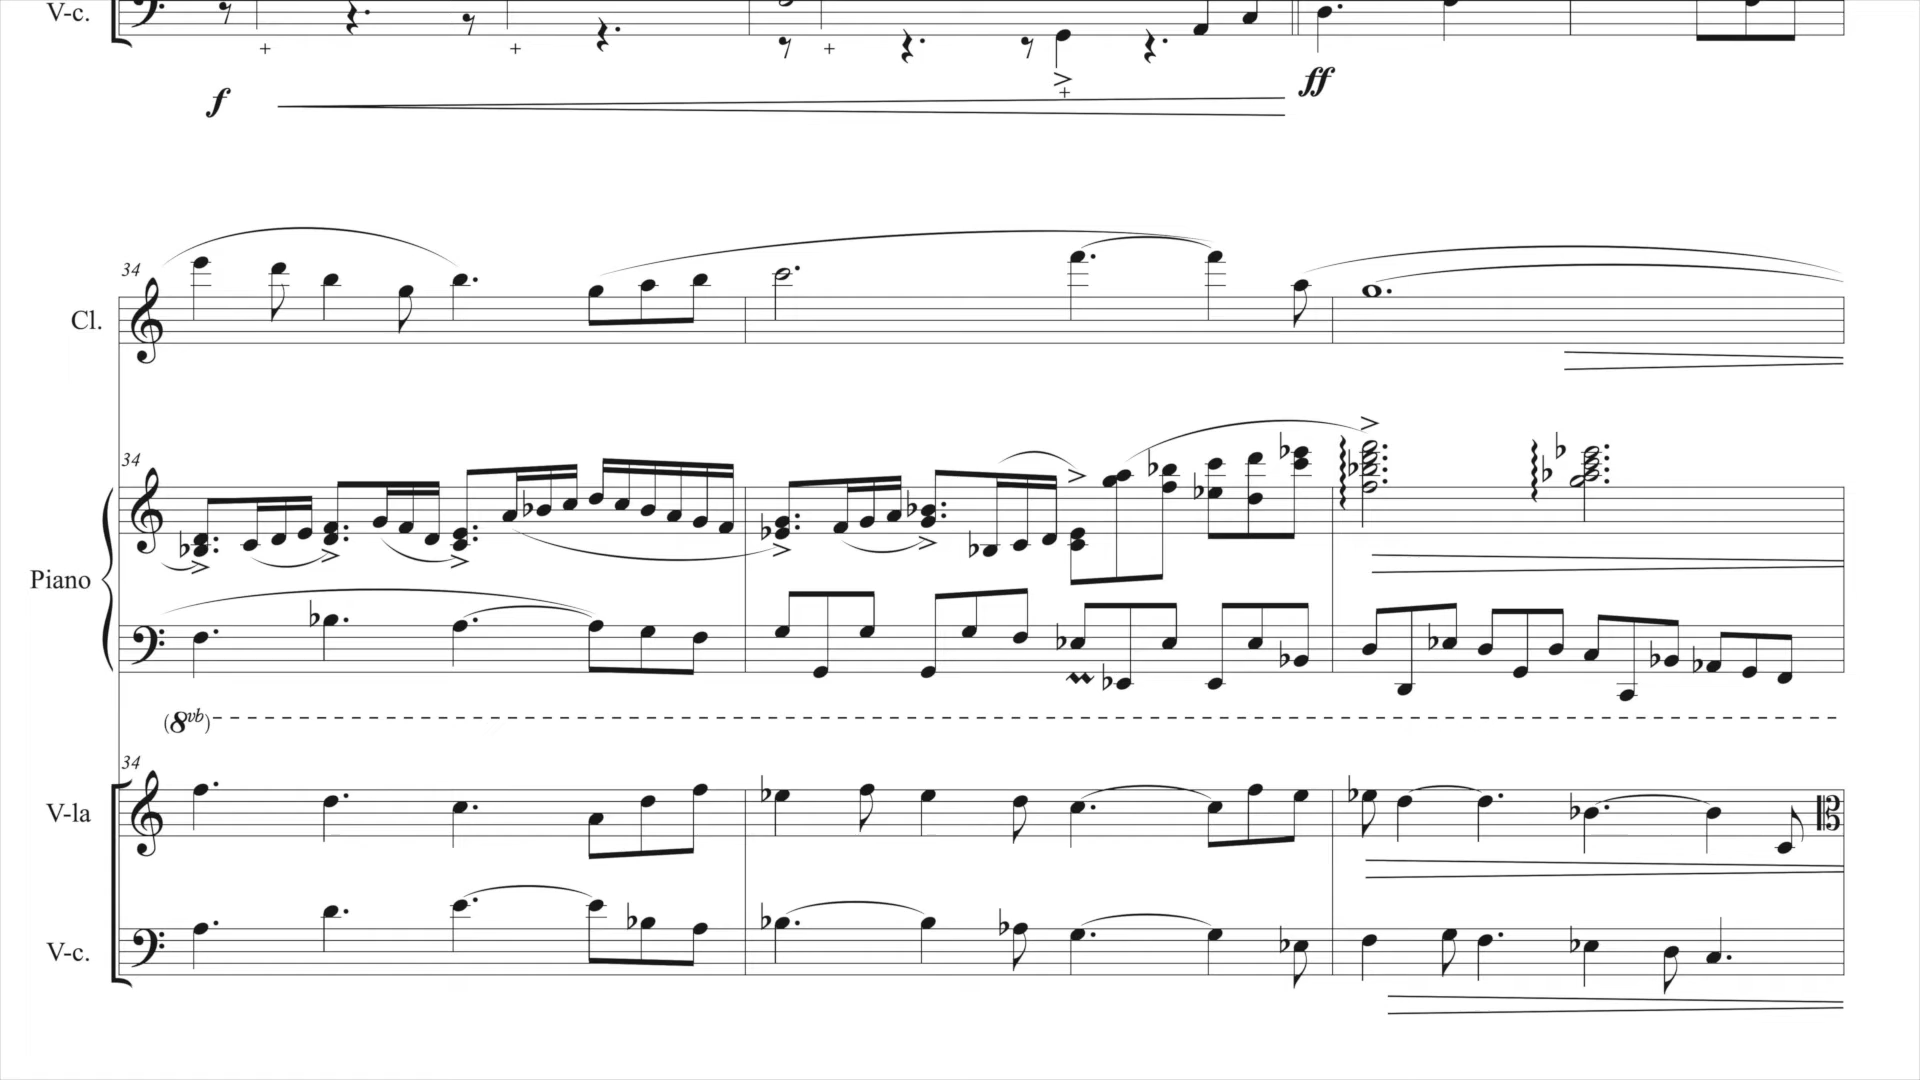 V-c.
f
ff
34
Cl.
34
Piano
(8vb)
34
V-la
V-c.